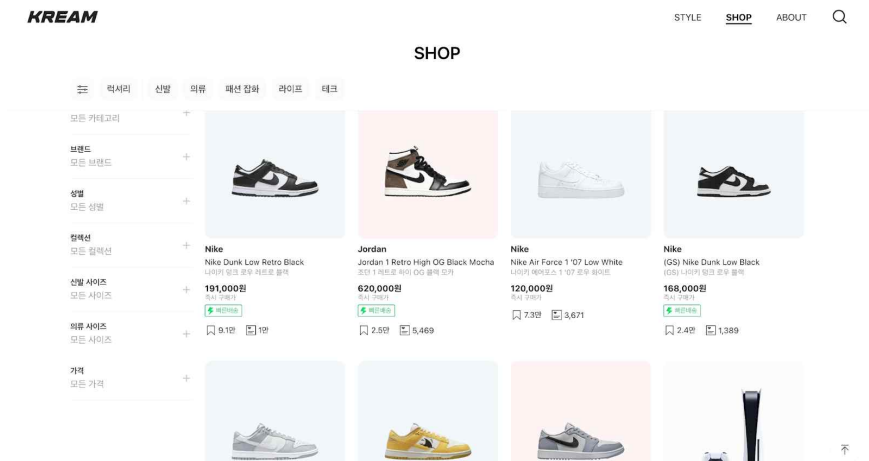 KREAM
STYLE
SHOP
ABOUT
SHOP
럭셔리
신발
의류
패션 잡화
라이프
테크
모든 카테고리
브랜드
모든 브랜드
성별
모든 성별
컬렉션
모든 컬렉션
신발 사이즈
모든 사이즈
의류 사이즈
모든 사이즈
가격
모든 가격
Nike
Nike Dunk Low Retro Black
나이키 덩크 로우 레트로 블랙
191,000원
즉시 구매가
빠른배송
9.1만
1만
Jordan
Jordan 1 Retro High OG Black Mocha
조던 1 레트로 하이 OG 블랙 모카
620,000원
즉시 구매가
빠른배송
2.5만
5,469
Nike
Nike Air Force 1 '07 Low White
나이키 에어포스 1 '07 로우 화이트
120,000원
즉시 구매가
7.3만
3,671
Nike
(GS) Nike Dunk Low Black
(GS) 나이키 덩크 로우 블랙
168,000원
즉시 구매가
빠른배송
2.4만
1,389